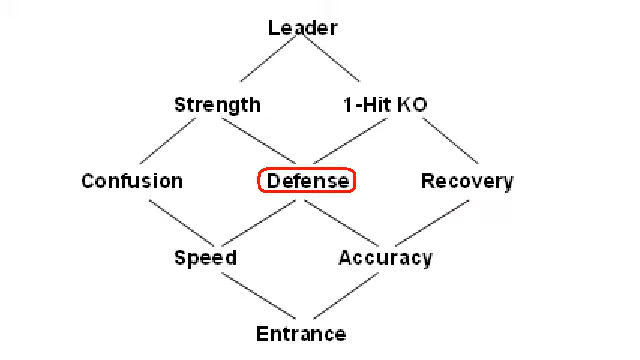 Leader
Strength 1-Hit KO
Confusion Defense Recovery
Speed Accuracy
Entrance